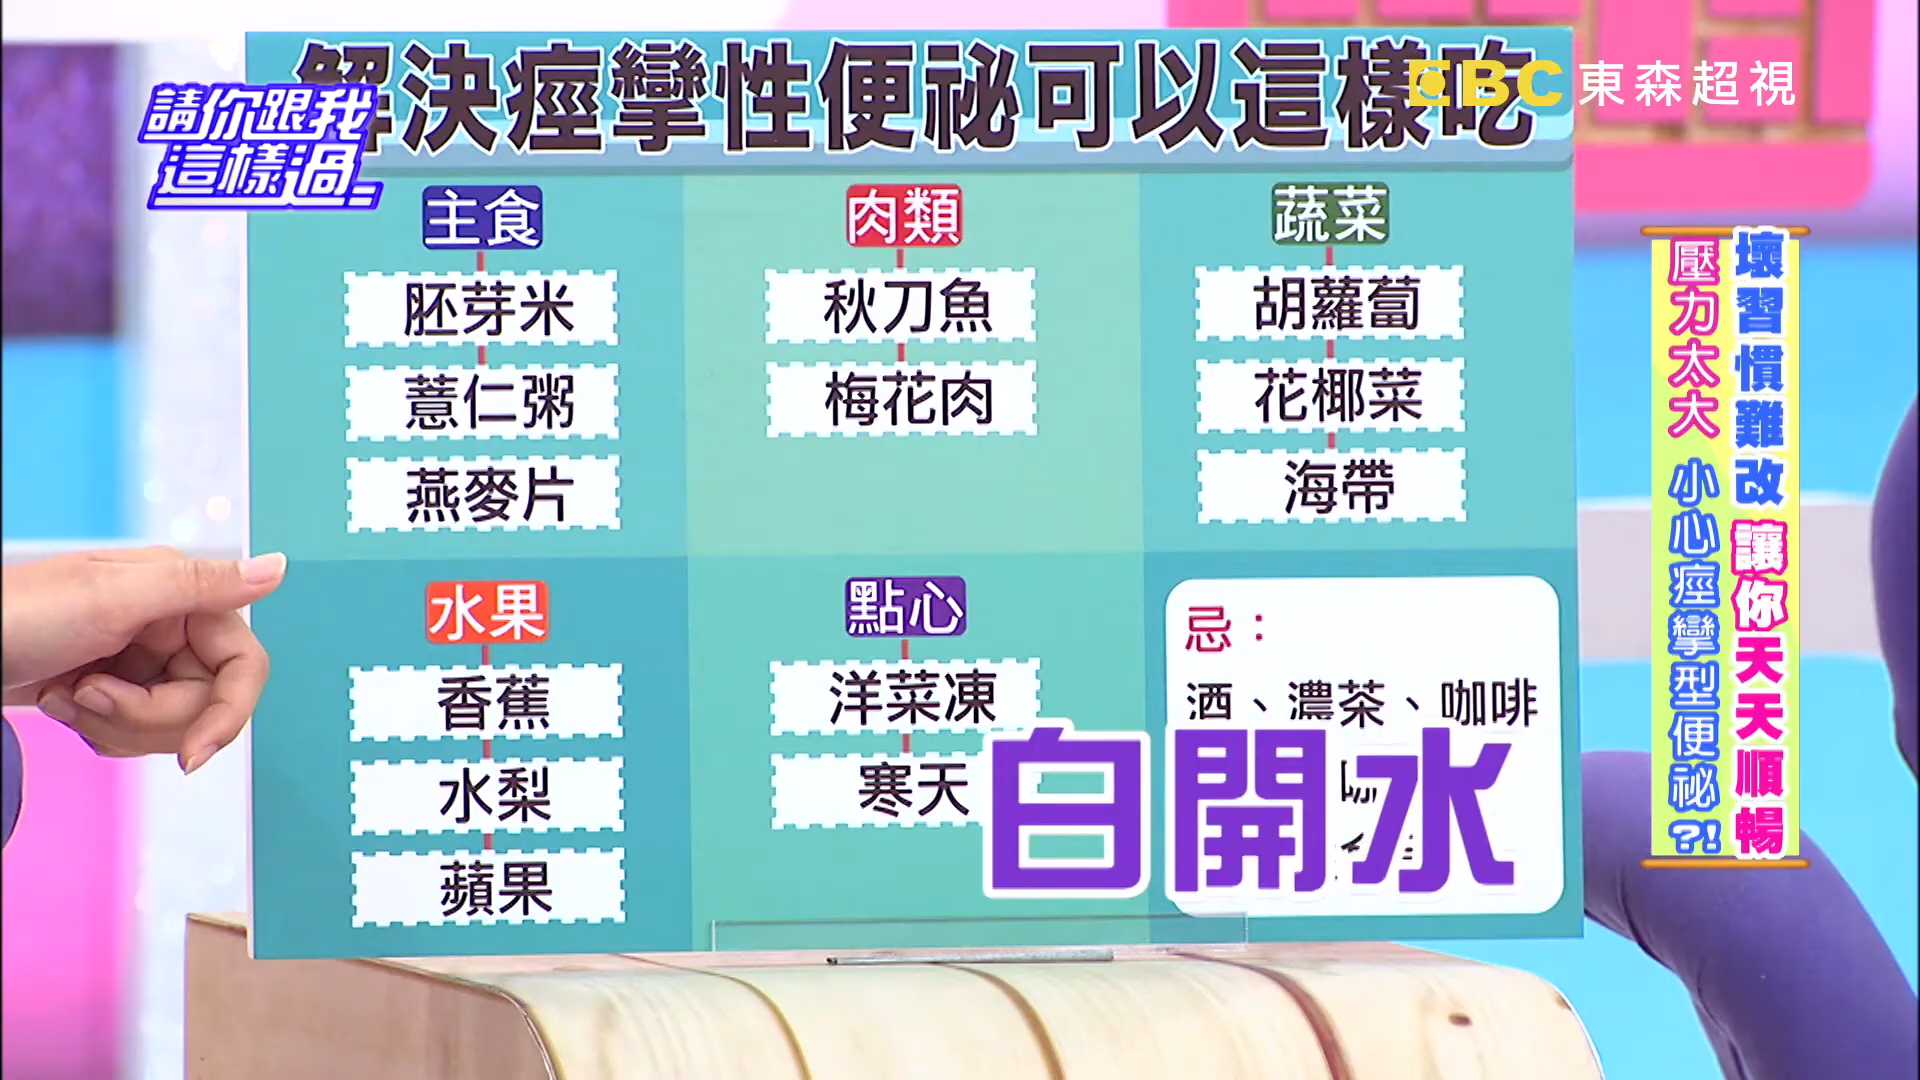 解決痙攣性便祕可以這樣吃
請你跟我
這樣過
EBC 東森超視
主食
胚芽米
薏仁粥
燕麥片
肉類
秋刀魚
梅花肉
蔬菜
胡蘿蔔
花椰菜
海帶
水果
香蕉
水梨
蘋果
點心
洋菜凍
寒天
忌：
酒、濃茶、咖啡
白開水
壞習慣難改 讓你天天順暢
壓力太大 小心痙攣型便祕?!